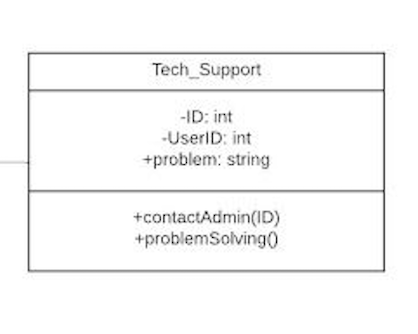 Tech_Support
-ID: int
-UserID: int
+problem: string
+contactAdmin(ID)
+problemSolving()